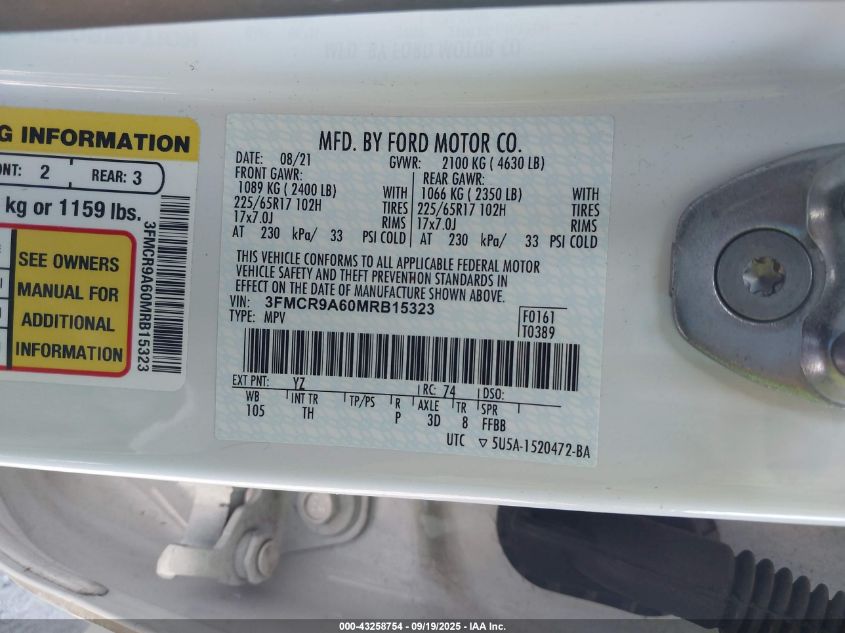 G INFORMATION
NT: 2 REAR: 3
kg or 1159 lbs.
SEE OWNERS
MANUAL FOR
ADDITIONAL
INFORMATION
3FMCR9A60MRB15323
MFD. BY FORD MOTOR CO.
DATE: 08/21 GVWR: 2100 KG ( 4630 LB)
FRONT GAWR: REAR GAWR:
1089 KG ( 2400 LB) WITH 1066 KG ( 2350 LB) WITH
225/65R17 102H TIRES 225/65R17 102H TIRES
17x7.0J RIMS 17x7.0J RIMS
AT 230 kPa/ 33 PSI COLD AT 230 kPa/ 33 PSI COLD
THIS VEHICLE CONFORMS TO ALL APPLICABLE FEDERAL MOTOR
VEHICLE SAFETY AND THEFT PREVENTION STANDARDS IN
EFFECT ON THE DATE OF MANUFACTURE SHOWN ABOVE.
VIN: 3FMCR9A60MRB15323
TYPE: MPV
F0161
T0389
EXT PNT: YZ RC: 74 DSO:
WB INT TR TP/PS R AXLE TR SPR
105 TH P 3D 8 FFBB
UTC ▽ 5U5A-1520472-BA
000-43258754 - 09/19/2025 - IAA Inc.